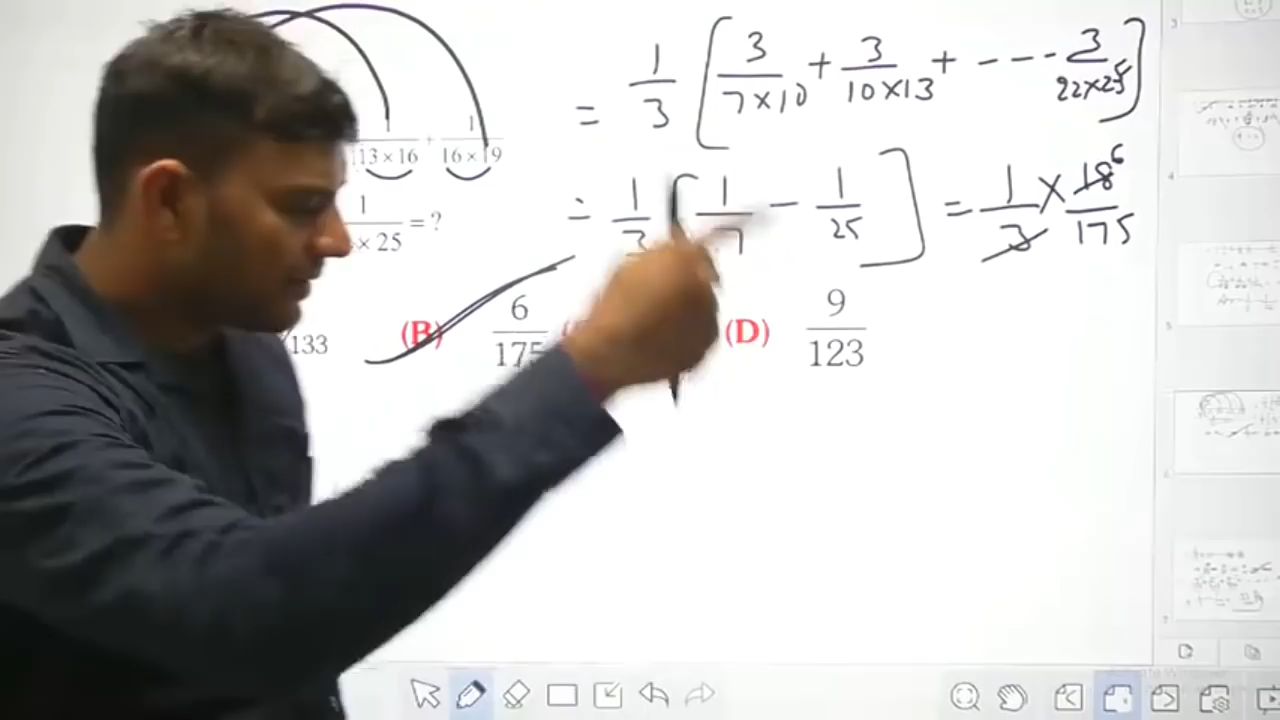 = 1/3 [ 3/(7×10) + 3/(10×13) + ---- 3/(22×25) ]
1/(13×16) + 1/(16×19)
= 1/3 [ 1/7 - 1/25 ] = 1/3 × 18/175 6
1/( × 25) = ?
133 (B) 6/175 (D) 9/123